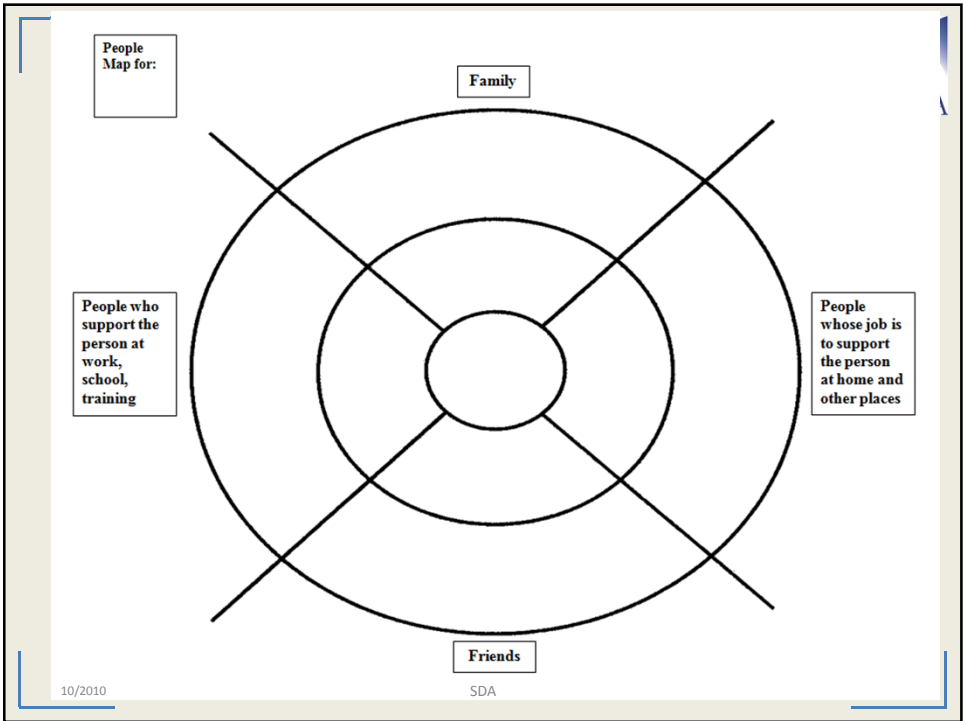 People
Map for:
Family
People who
support the
person at
work,
school,
training
People
whose job is
to support
the person
at home and
other places
Friends
10/2010
SDA